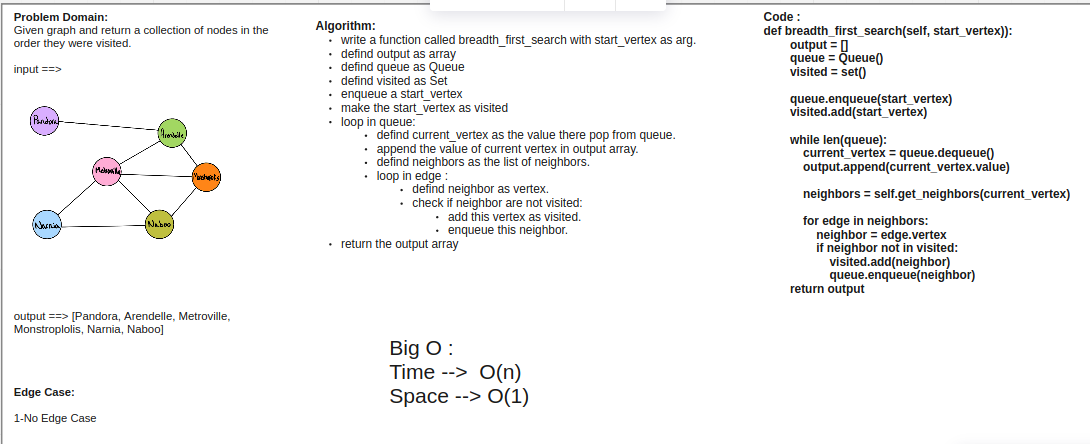 Problem Domain:
Given graph and return a collection of nodes in the
order they were visited.
input ==>
Pandora
Arendelle
Metroville
Narnia
Naboo
output ==> [Pandora, Arendelle, Metroville,
Monstroplolis, Narnia, Naboo]
Edge Case:
1-No Edge Case
Algorithm:
• write a function called breadth_first_search with start_vertex as arg.
• defind output as array
• defind queue as Queue
• defind visited as Set
• enqueue a start_vertex
• make the start_vertex as visited
• loop in queue:
• defind current_vertex as the value there pop from queue.
• append the value of current vertex in output array.
• defind neighbors as the list of neighbors.
• loop in edge :
• defind neighbor as vertex.
• check if neighbor are not visited:
• add this vertex as visited.
• enqueue this neighbor.
• return the output array
Big O :
Time --> O(n)
Space --> O(1)
Code :
def breadth_first_search(self, start_vertex)):
output = []
queue = Queue()
visited = set()
queue.enqueue(start_vertex)
visited.add(start_vertex)
while len(queue):
current_vertex = queue.dequeue()
output.append(current_vertex.value)
neighbors = self.get_neighbors(current_vertex)
for edge in neighbors:
neighbor = edge.vertex
if neighbor not in visited:
visited.add(neighbor)
queue.enqueue(neighbor)
return output